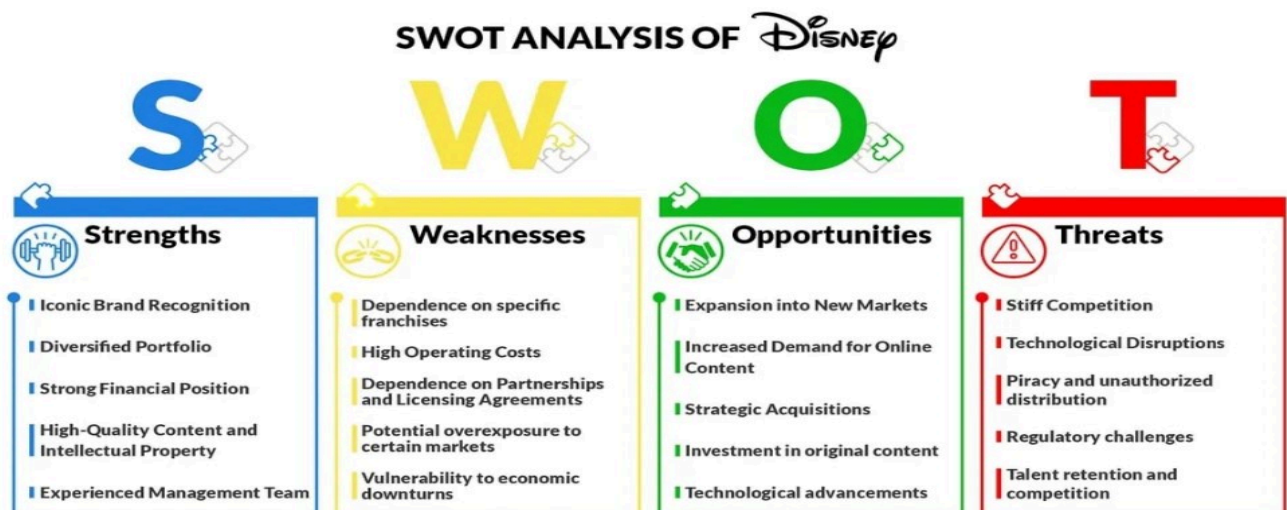 SWOT ANALYSIS OF Disney
S W O T
Strengths
Iconic Brand Recognition
Diversified Portfolio
Strong Financial Position
High-Quality Content and
Intellectual Property
Experienced Management Team
Weaknesses
Dependence on specific
franchises
High Operating Costs
Dependence on Partnerships
and Licensing Agreements
Potential overexposure to
certain markets
Vulnerability to economic
downturns
Opportunities
Expansion into New Markets
Increased Demand for Online
Content
Strategic Acquisitions
Investment in original content
Technological advancements
Threats
Stiff Competition
Technological Disruptions
Piracy and unauthorized
distribution
Regulatory challenges
Talent retention and
competition